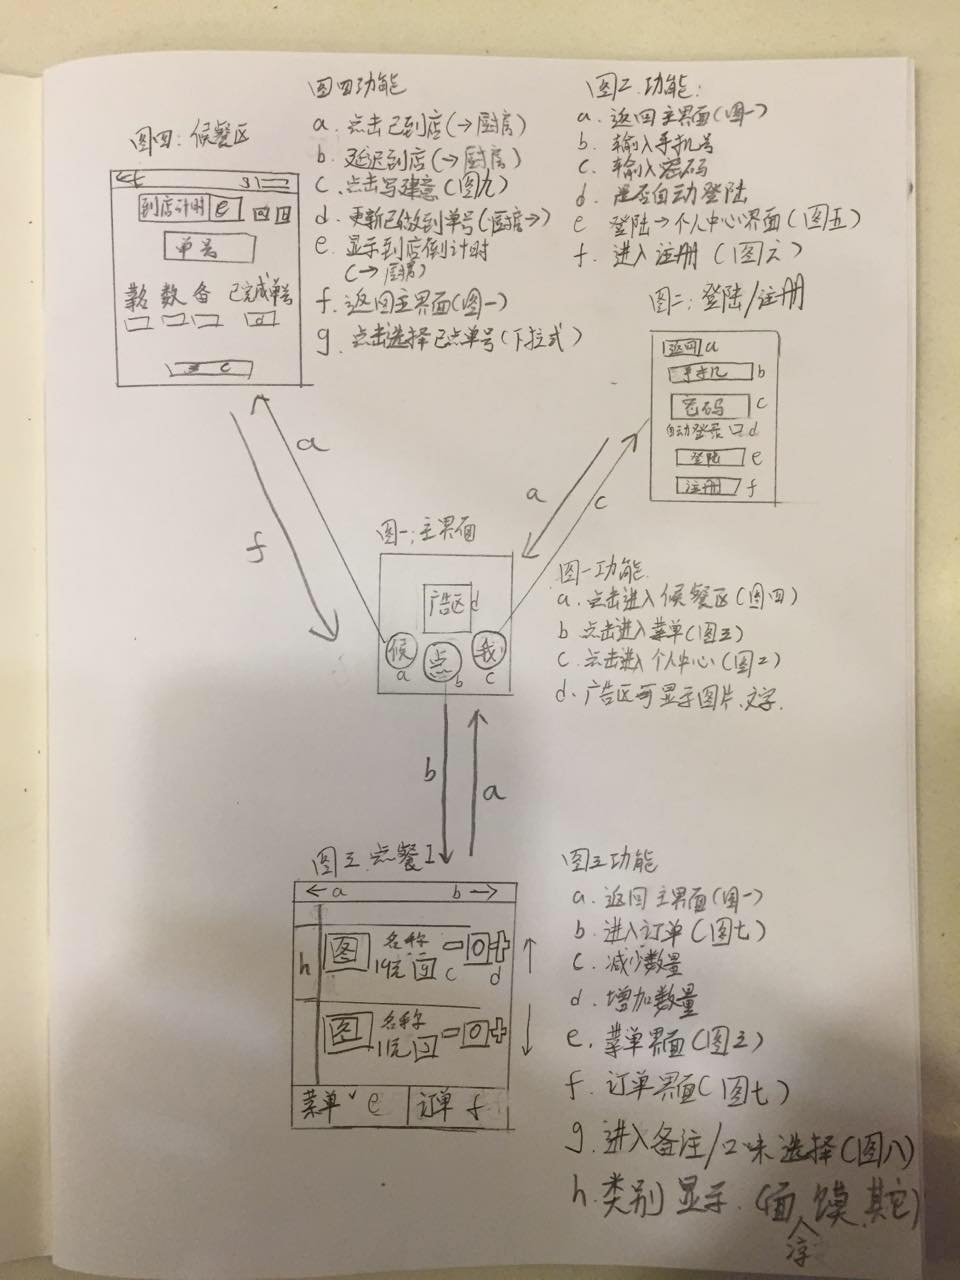 图四功能
a. 点击已到店(→厨房)
b. 延迟到店(→厨房)
c. 点击写建意(图九)
d. 更新已做到单号(厨房→)
e. 显示到店倒计时
(→厨房)
f. 返回主界面(图一)
g. 点击选择已点单号(下拉式)
图2.功能:
a. 返回主界面(图一)
b. 输入手机号
c. 输入密码
d. 是否自动登陆
e 登陆→个人中心界面(图五)
f. 进入注册(图六)
图四: 候餐区
←f
到店计时 e
单号
数 备 已完成单号
d
c
图二: 登陆/注册
返回 a
手机 b
密码 c
自动登录 口 d
登陆 e
注册 f
a
f
a
c
图一: 主界面
广告区 d
候 点 我
a b c
图一功能
a. 点击进入候餐区(图四)
b 点击进入菜单(图三)
c. 点击进入个人中心(图2)
d. 广告区可显示图片、文字.
b
a
图三.点餐I
← a b →
h
图 名称 - 0 +
c d
图 名称 - 0 +
菜单 e 订单 f
图三功能
a. 返回主界面(图一)
b. 进入订单(图七)
c. 减少数量
d. 增加数量
e. 菜单界面(图三)
f. 订单界面(图七)
g. 进入备注/口味选择(图八)
h. 类别显示.(面 馍.其它)